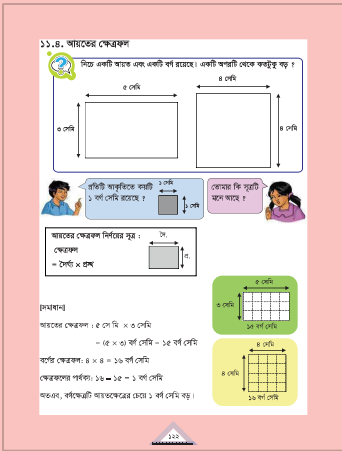 ১১.৪. আয়তের ক্ষেত্রফল
নিচে একটি আয়ত এবং একটি বর্গ রয়েছে। একটি অপরটি থেকে কতটুকু বড় ?
৫ সেমি
৪ সেমি
৩ সেমি
৪ সেমি
প্রতিটি আকৃতিতে কয়টি
১ বর্গ সেমি রয়েছে ?
১ সেমি
১ সেমি
তোমার কি সূত্রটি
মনে আছে ?
আয়তের ক্ষেত্রফল নির্ণয়ের সূত্র :
ক্ষেত্রফল
= দৈর্ঘ্য × প্রস্থ
দৈ.
প্র.
৫ সেমি
৩ সেমি
১৫ বর্গ সেমি
[সমাধান]
আয়তের ক্ষেত্রফল : ৫ সে মি × ৩ সেমি
= (৫ × ৩) বর্গ সেমি = ১৫ বর্গ সেমি
বর্গের ক্ষেত্রফল: ৪ × ৪ = ১৬ বর্গ সেমি
ক্ষেত্রফলের পার্থক্য: ১৬ – ১৫ = ১ বর্গ সেমি
অতএব, বর্গক্ষেত্রটি আয়তক্ষেত্রের চেয়ে ১ বর্গ সেমি বড়।
৪ সেমি
৪ সেমি
১৬ বর্গ সেমি
১২২